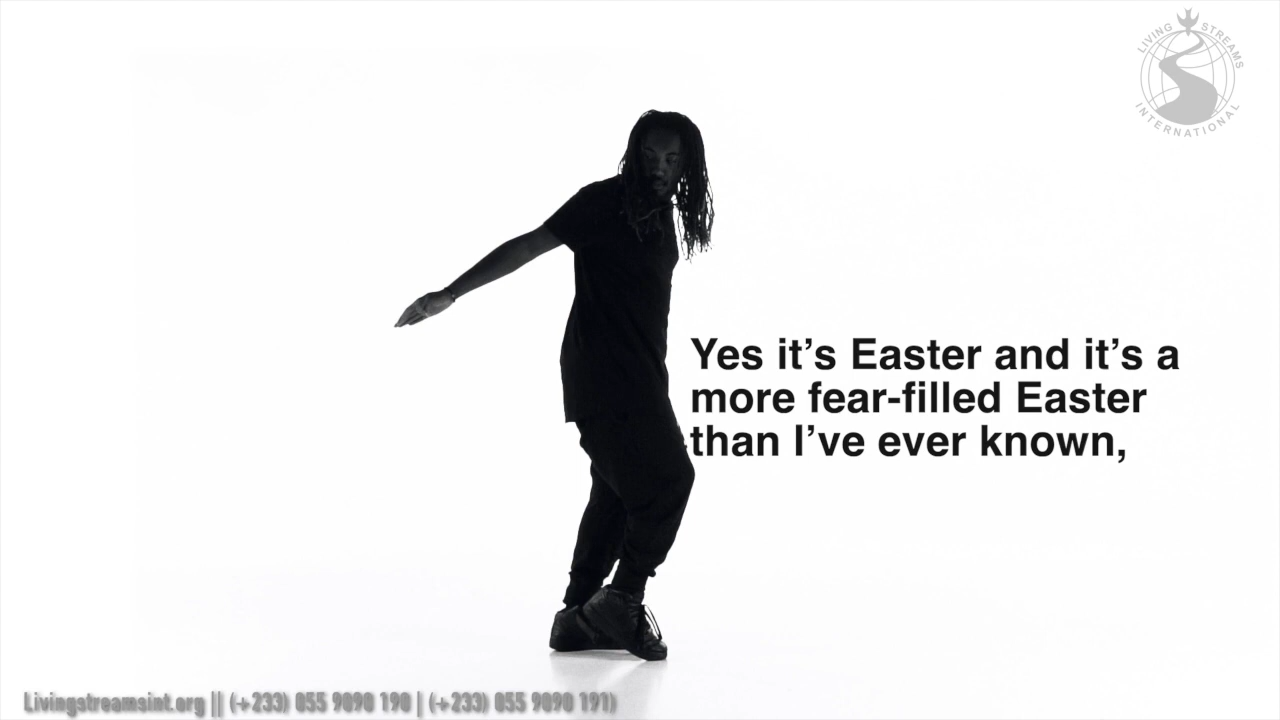 LIVING STREAMS
INTERNATIONAL
Yes it’s Easter and it’s a
more fear-filled Easter
than I’ve ever known,
Livingstreamsint.org || (+233) 055 9090 190 | (+233) 055 9090 191)